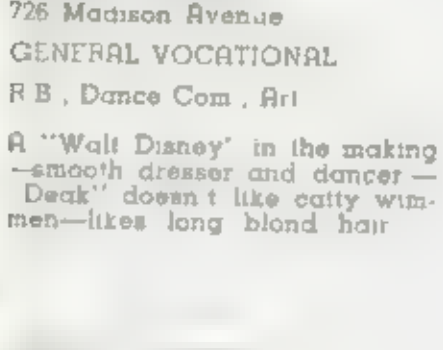 726 Madison Avenue
GENERAL VOCATIONAL
R B , Dance Com , Art
A "Walt Disney" in the making
—smooth dresser and dancer —
Deak" doesn t like catty wim-
men—likes long blond hair